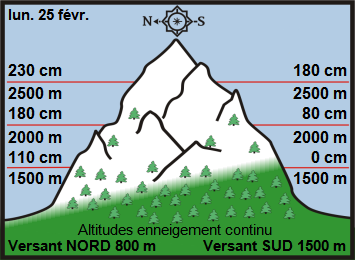 lun. 25 févr.
N S
230 cm 180 cm
2500 m 2500 m
180 cm 80 cm
2000 m 2000 m
110 cm 0 cm
1500 m 1500 m
Altitudes enneigement continu
Versant NORD 800 m Versant SUD 1500 m